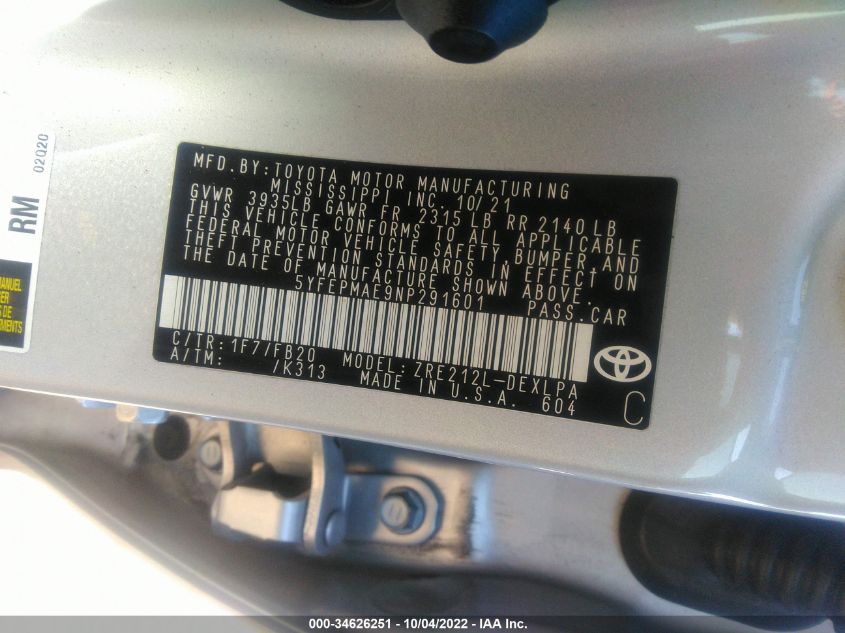 MFD. BY: TOYOTA MOTOR MANUFACTURING
MISSISSIPPI INC. 10/21
GVWR 3935LB GAWR FR 2315 LB RR 2140 LB
THIS VEHICLE CONFORMS TO ALL APPLICABLE
FEDERAL MOTOR VEHICLE SAFETY, BUMPER, AND
THEFT PREVENTION STANDARDS IN EFFECT ON
THE DATE OF MANUFACTURE SHOWN ABOVE.
5YFEPMAE9NP291601 PASS. CAR
C/TR: 1F7/FB20 MODEL: ZRE212L-DEXLPA
A/TM: /K313 MADE IN U.S.A. 604
C
RM 02Q20
MANUEL
DE
000-34626251 - 10/04/2022 - IAA Inc.